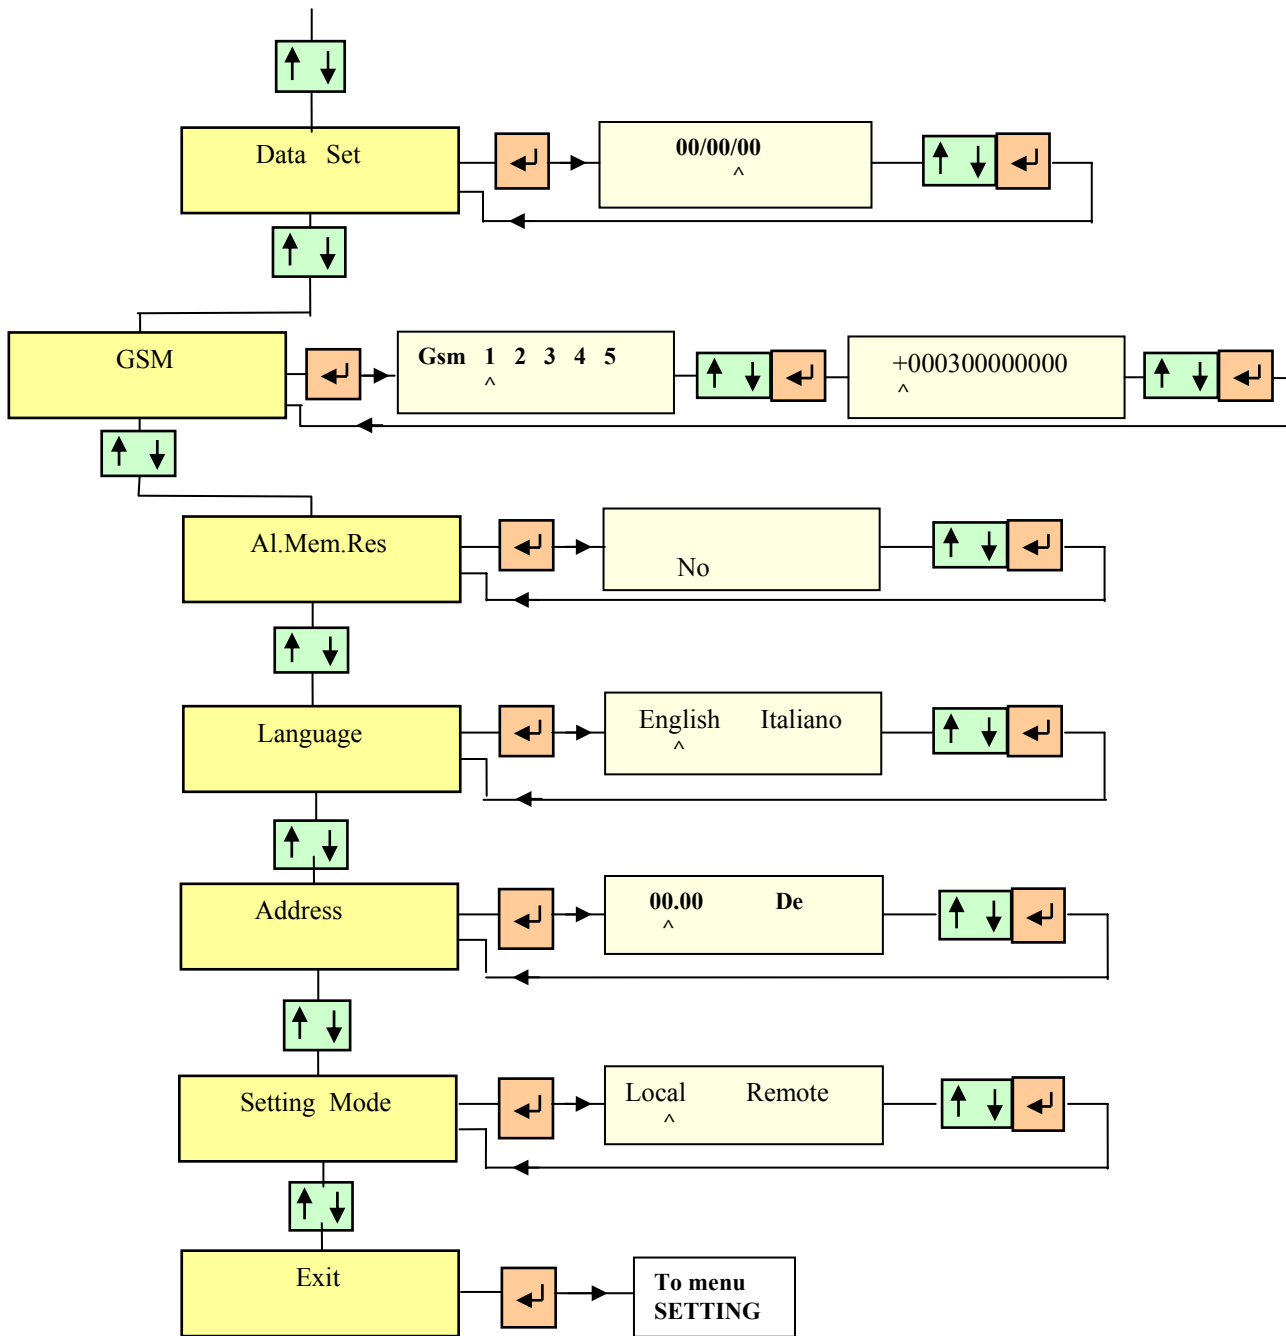 Data Set
00/00/00
^
GSM
Gsm 1 2 3 4 5
^
+000300000000
^
Al.Mem.Res
No
Language
English Italiano
^
Address
00.00 De
^
Setting Mode
Local Remote
^
Exit
To menu
SETTING